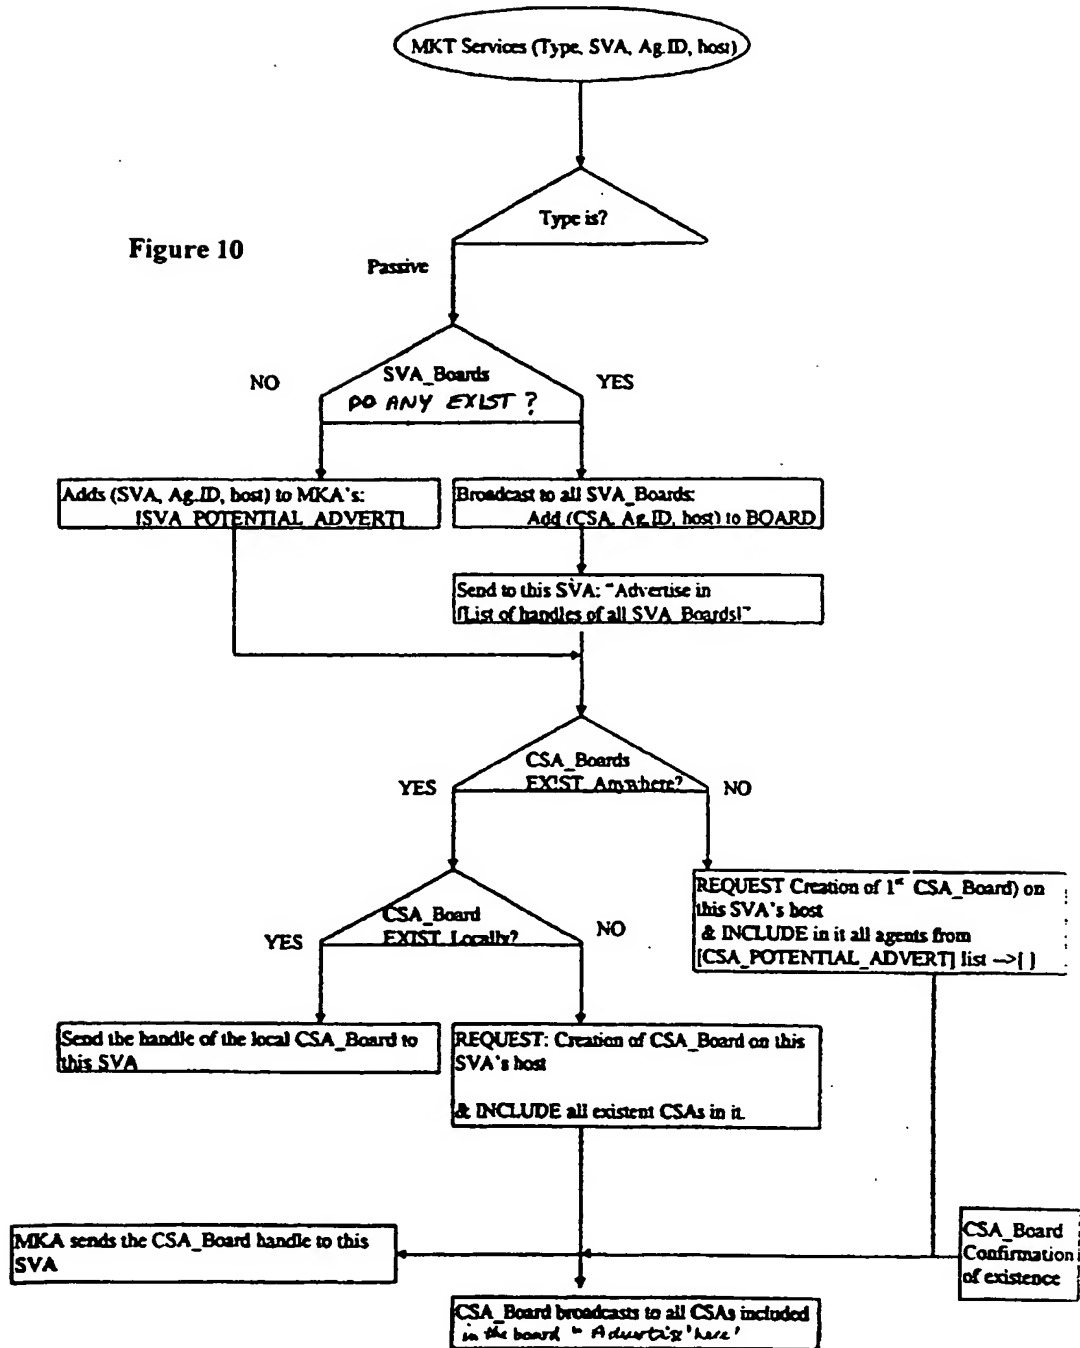 MKT Services (Type, SVA, Ag.ID, host)
Type is?
Figure 10
Passive
SVA_Boards
DO ANY EXIST ?
NO
YES
Adds (SVA, Ag.ID, host) to MKA's:
[SVA_POTENTIAL_ADVERT]
Broadcast to all SVA_Boards:
Add (CSA, Ag.ID, host) to BOARD
Send to this SVA: "Advertise in
[List of handles of all SVA_Boards]"
CSA_Boards
EXIST Anywhere?
YES
NO
CSA_Board
EXIST Locally?
YES
NO
REQUEST Creation of 1st CSA_Board) on
this SVA's host
& INCLUDE in it all agents from
[CSA_POTENTIAL_ADVERT] list -->[ ]
Send the handle of the local CSA_Board to
this SVA
REQUEST: Creation of CSA_Board on this
SVA's host
& INCLUDE all existent CSAs in it.
MKA sends the CSA_Board handle to this
SVA
CSA_Board
Confirmation
of existence
CSA_Board broadcasts to all CSAs included
in the board " Advertise 'here'